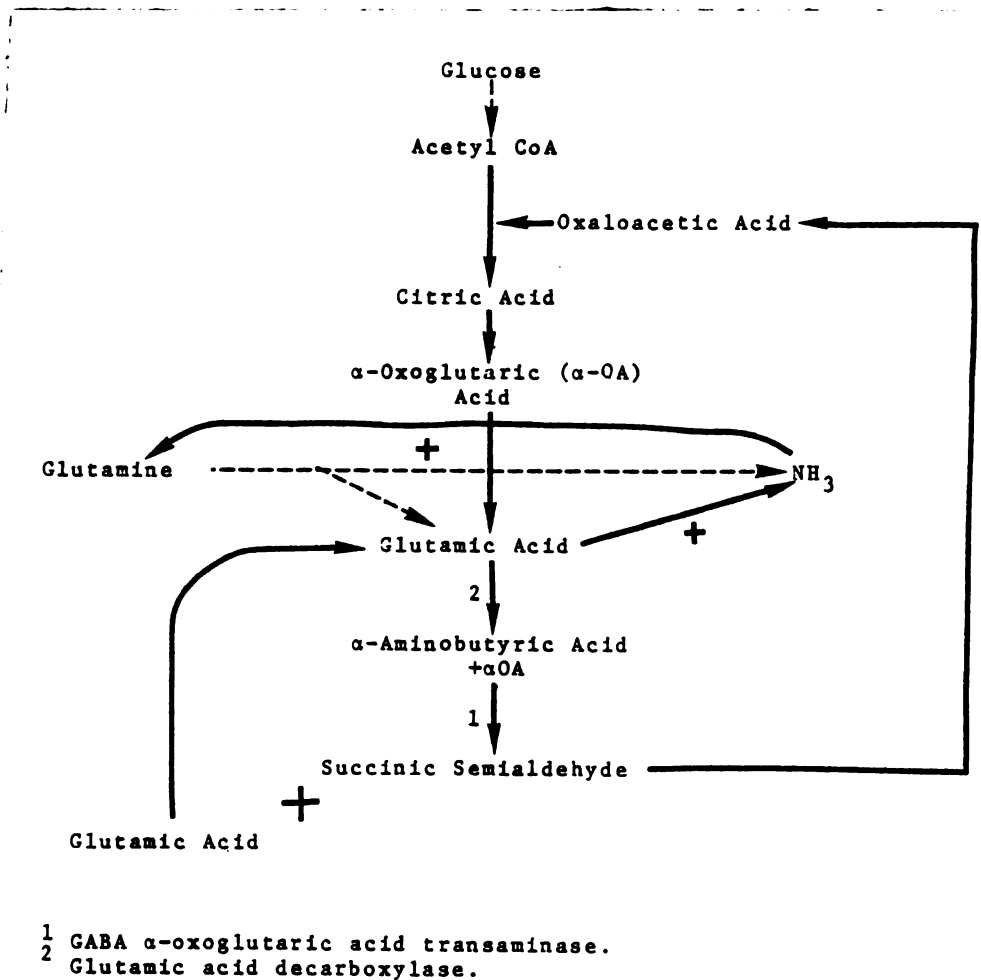 Glucose
Acetyl CoA
Oxaloacetic Acid
Citric Acid
α-Oxoglutaric (α-OA)
Acid
+
Glutamine
NH3
+
Glutamic Acid
2
α-Aminobutyric Acid
+αOA
1
Succinic Semialdehyde
+
Glutamic Acid
1 GABA α-oxoglutaric acid transaminase.
2 Glutamic acid decarboxylase.